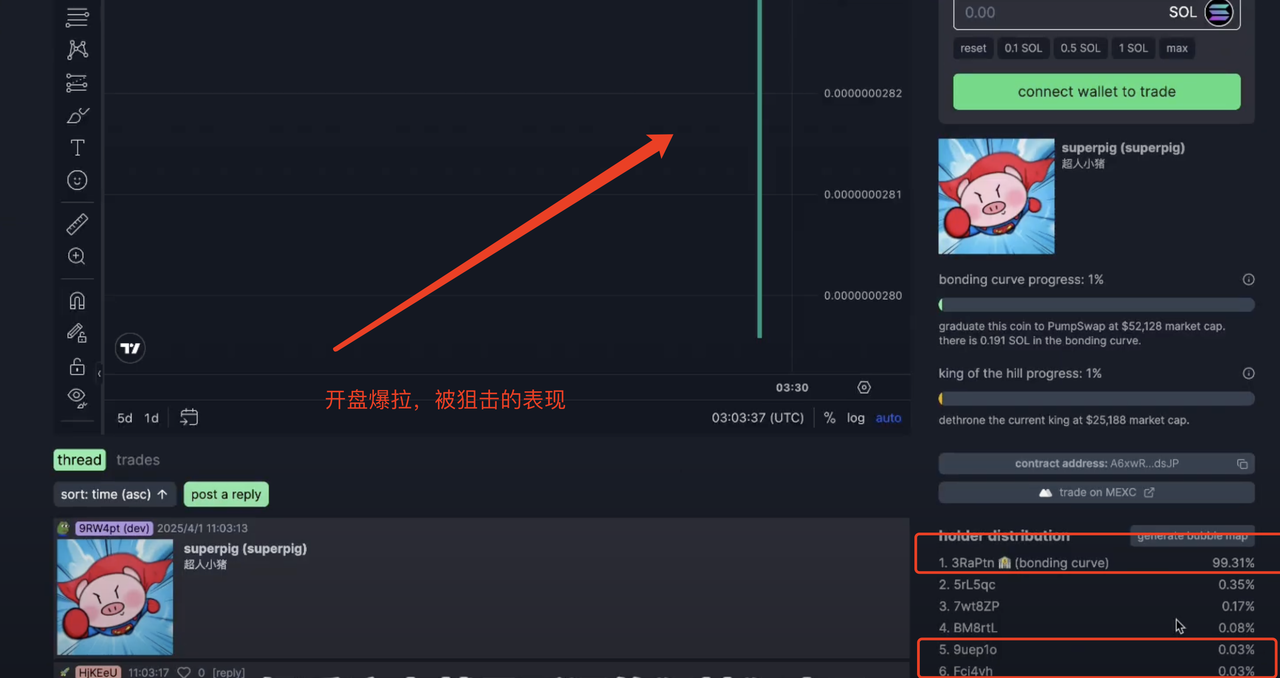 0.00 SOL
reset 0.1 SOL 0.5 SOL 1 SOL max
connect wallet to trade
0.0000000282
0.0000000281
0.0000000280
03:30
开盘爆拉，被狙击的表现
5d 1d
03:03:37 (UTC) % log auto
superpig (superpig)
超人小猪
bonding curve progress: 1%
graduate this coin to PumpSwap at $52,128 market cap.
there is 0.191 SOL in the bonding curve.
king of the hill progress: 1%
dethrone the current king at $25,188 market cap.
contract address: A6xwR...dsJP
trade on MEXC
holder distribution generate bubble map
1. 3RaPtn (bonding curve) 99.31%
2. 5rL5qc 0.35%
3. 7wt8ZP 0.17%
4. BM8rtL 0.08%
5. 9uep1o 0.03%
6. Fcj4vh 0.03%
thread trades
sort: time (asc) ↑ post a reply
9RW4pt (dev) 2025/4/1 11:03:13
superpig (superpig)
超人小猪
HjKEeU 11:03:17 0 [reply]